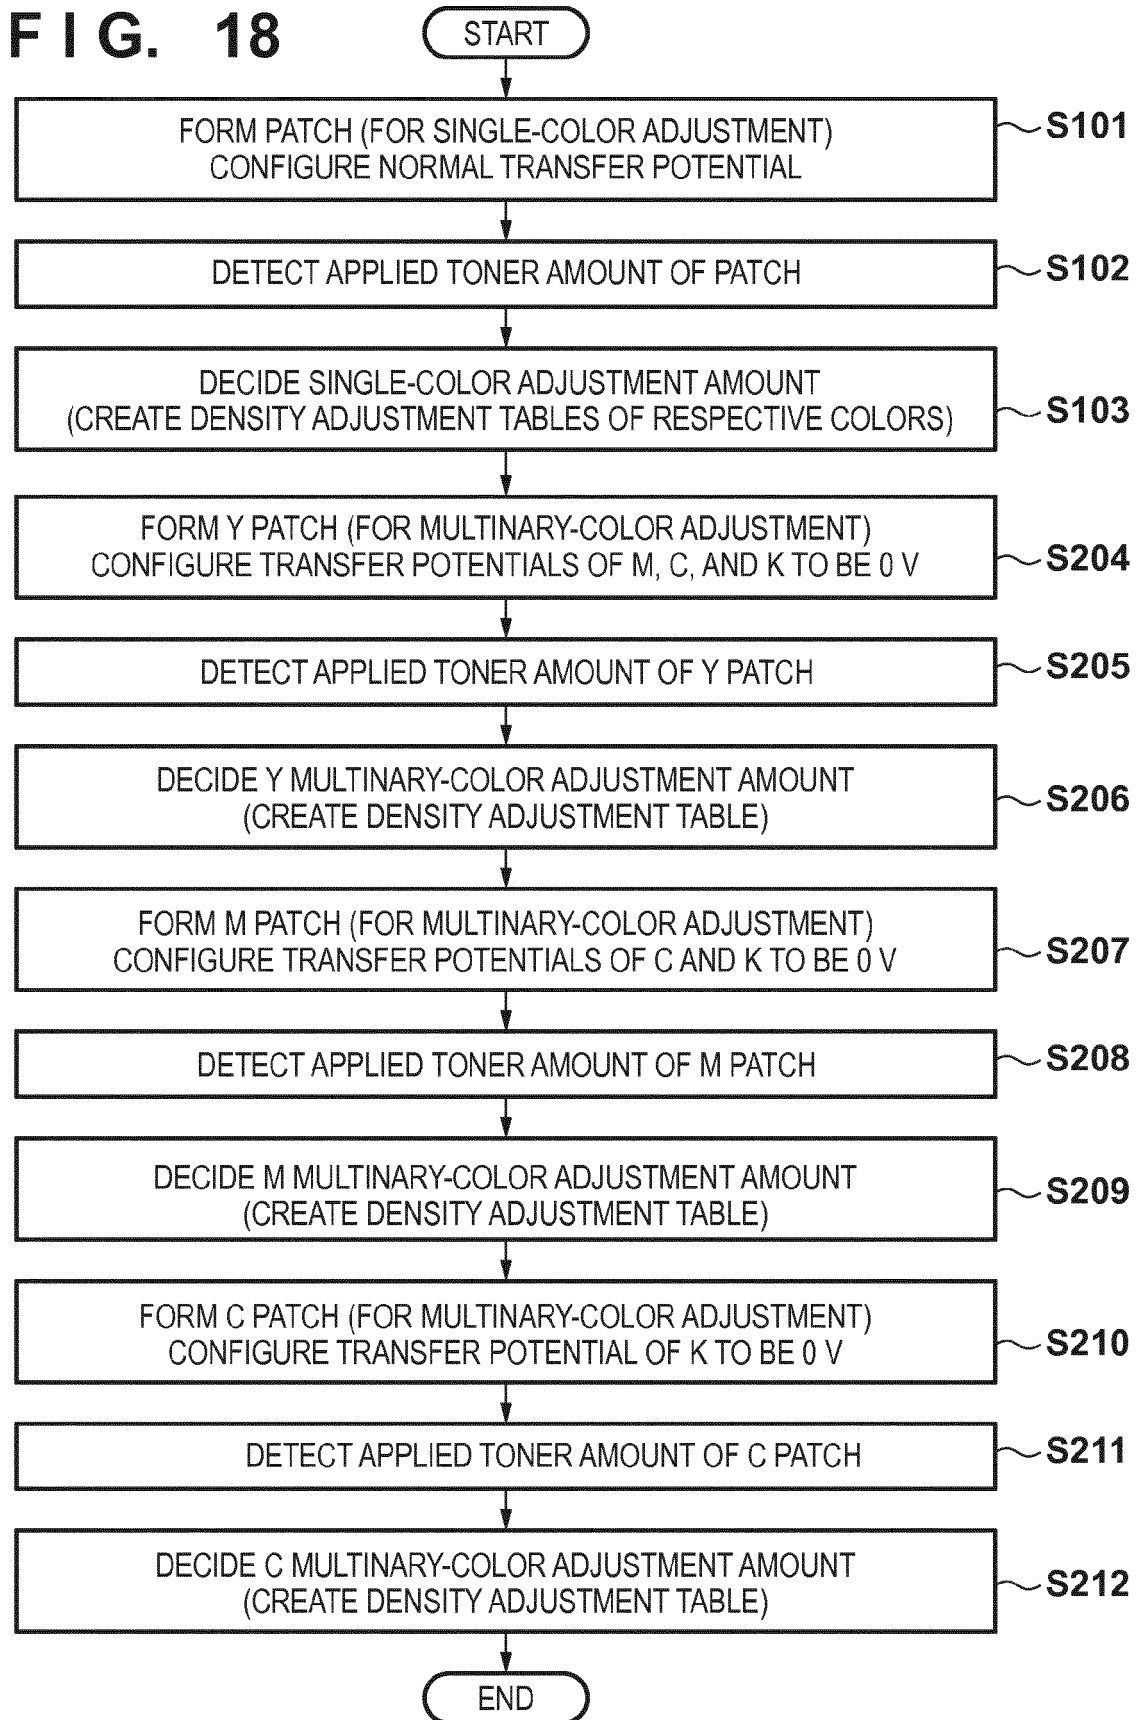 FIG. 18
START
FORM PATCH (FOR SINGLE-COLOR ADJUSTMENT)
CONFIGURE NORMAL TRANSFER POTENTIAL
S101
DETECT APPLIED TONER AMOUNT OF PATCH
S102
DECIDE SINGLE-COLOR ADJUSTMENT AMOUNT
(CREATE DENSITY ADJUSTMENT TABLES OF RESPECTIVE COLORS)
S103
FORM Y PATCH (FOR MULTINARY-COLOR ADJUSTMENT)
CONFIGURE TRANSFER POTENTIALS OF M, C, AND K TO BE 0 V
S204
DETECT APPLIED TONER AMOUNT OF Y PATCH
S205
DECIDE Y MULTINARY-COLOR ADJUSTMENT AMOUNT
(CREATE DENSITY ADJUSTMENT TABLE)
S206
FORM M PATCH (FOR MULTINARY-COLOR ADJUSTMENT)
CONFIGURE TRANSFER POTENTIALS OF C AND K TO BE 0 V
S207
DETECT APPLIED TONER AMOUNT OF M PATCH
S208
DECIDE M MULTINARY-COLOR ADJUSTMENT AMOUNT
(CREATE DENSITY ADJUSTMENT TABLE)
S209
FORM C PATCH (FOR MULTINARY-COLOR ADJUSTMENT)
CONFIGURE TRANSFER POTENTIAL OF K TO BE 0 V
S210
DETECT APPLIED TONER AMOUNT OF C PATCH
S211
DECIDE C MULTINARY-COLOR ADJUSTMENT AMOUNT
(CREATE DENSITY ADJUSTMENT TABLE)
S212
END